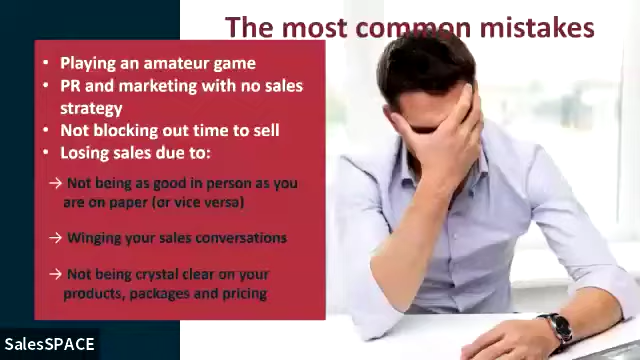 The most common mistakes
• Playing an amateur game
• PR and marketing with no sales
strategy
• Not blocking out time to sell
• Losing sales due to:
→ Not being as good in person as you
are on paper (or vice versa)
→ Winging your sales conversations
→ Not being crystal clear on your
products, packages and pricing
SalesSPACE